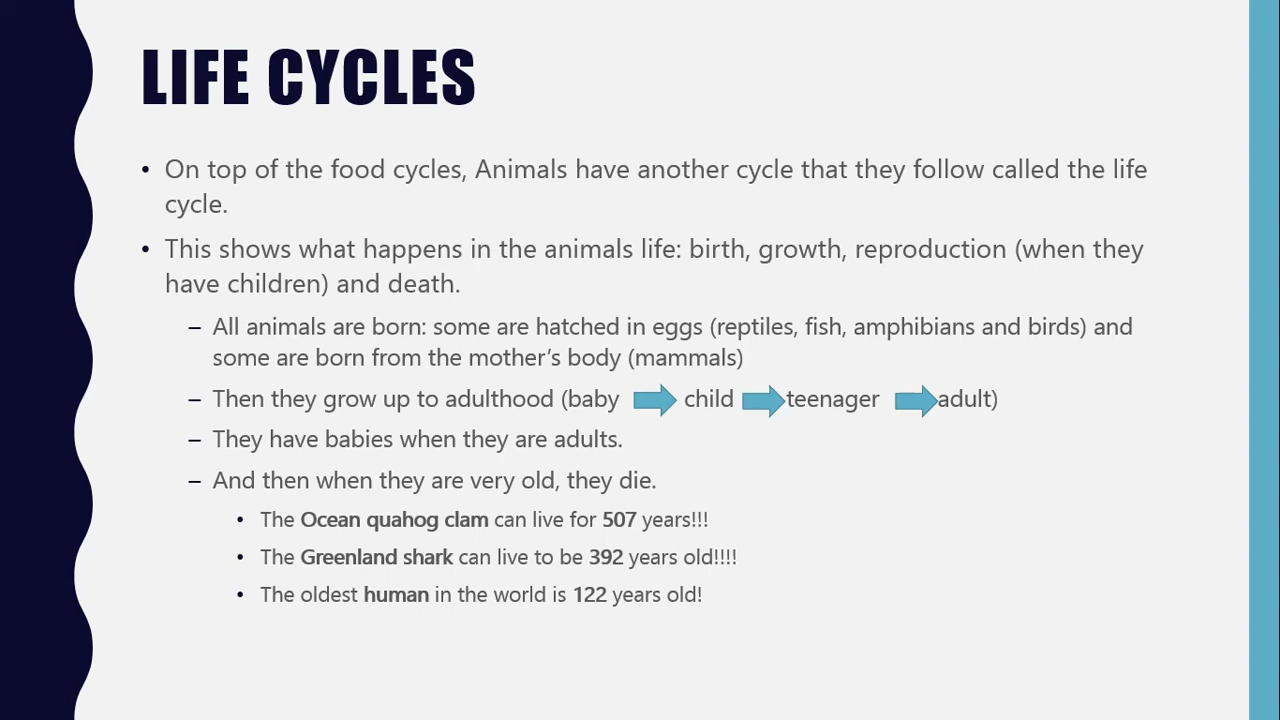 LIFE CYCLES
• On top of the food cycles, Animals have another cycle that they follow called the life
cycle.
• This shows what happens in the animals life: birth, growth, reproduction (when they
have children) and death.
– All animals are born: some are hatched in eggs (reptiles, fish, amphibians and birds) and
some are born from the mother's body (mammals)
– Then they grow up to adulthood (baby child teenager adult)
– They have babies when they are adults.
– And then when they are very old, they die.
• The Ocean quahog clam can live for 507 years!!!
• The Greenland shark can live to be 392 years old!!!!
• The oldest human in the world is 122 years old!